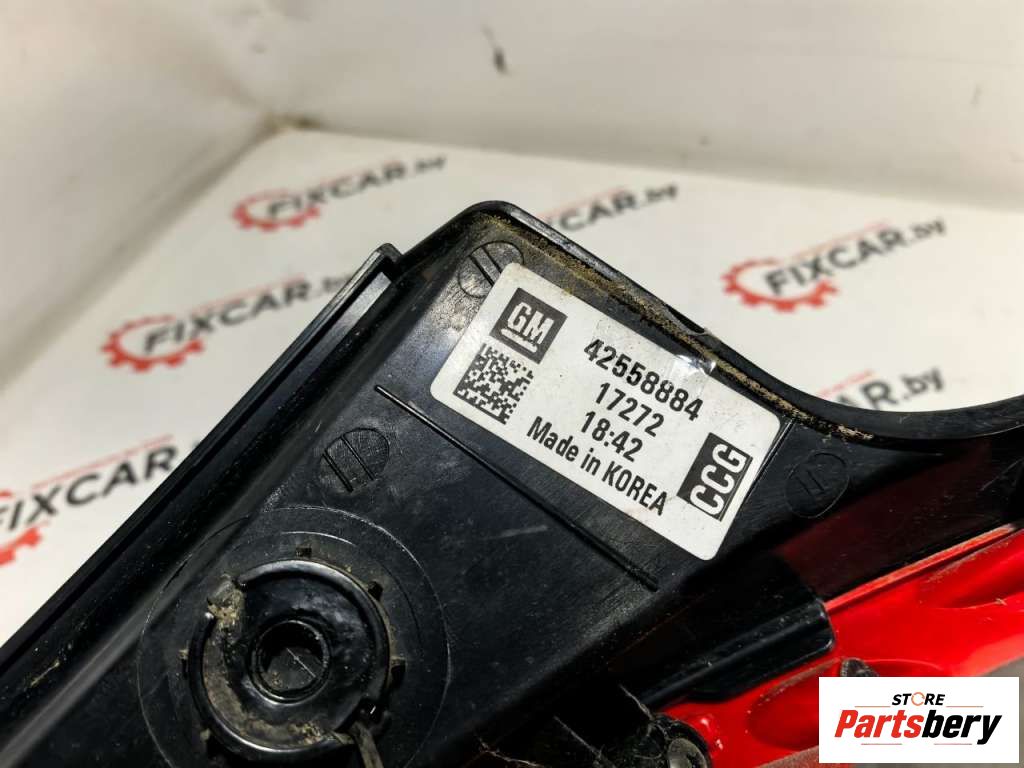 FIXCAR.by
FIXCAR.by
FIXCAR.by
FIXCAR.by
FIXCAR.by
FIXCAR.by
GM
42558884
17272
18:42
Made in KOREA
CCG
STORE
Partsbery